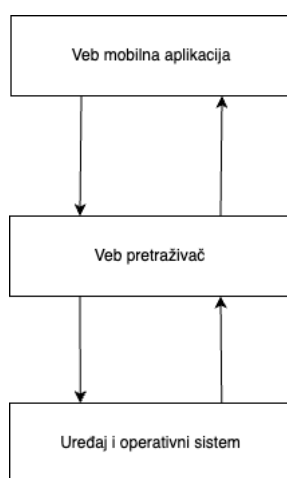 Veb mobilna aplikacija
Veb pretraživač
Uređaj i operativni sistem